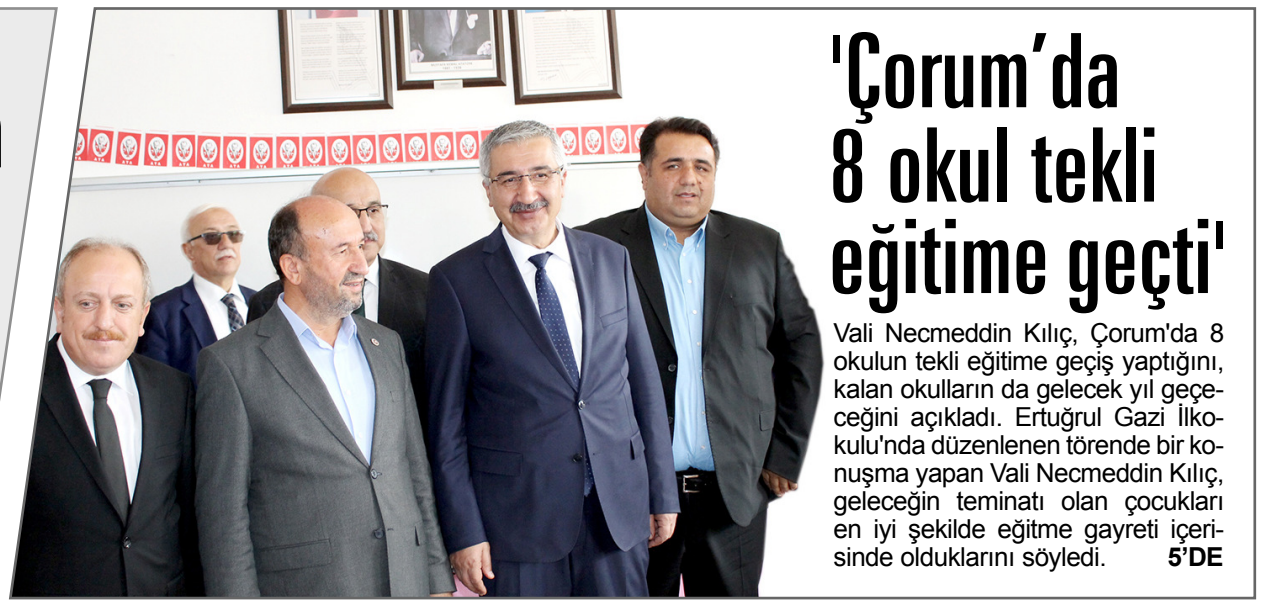 'Çorum’da
8 okul tekli
eğitime geçti'
Vali Necmeddin Kılıç, Çorum'da 8
okulun tekli eğitime geçiş yaptığını,
kalan okulların da gelecek yıl geçe-
ceğini açıkladı. Ertuğrul Gazi İlko-
kulu'nda düzenlenen törende bir ko-
nuşma yapan Vali Necmeddin Kılıç,
geleceğin teminatı olan çocukları
en iyi şekilde eğitme gayreti içeri-
sinde olduklarını söyledi. 5’DE